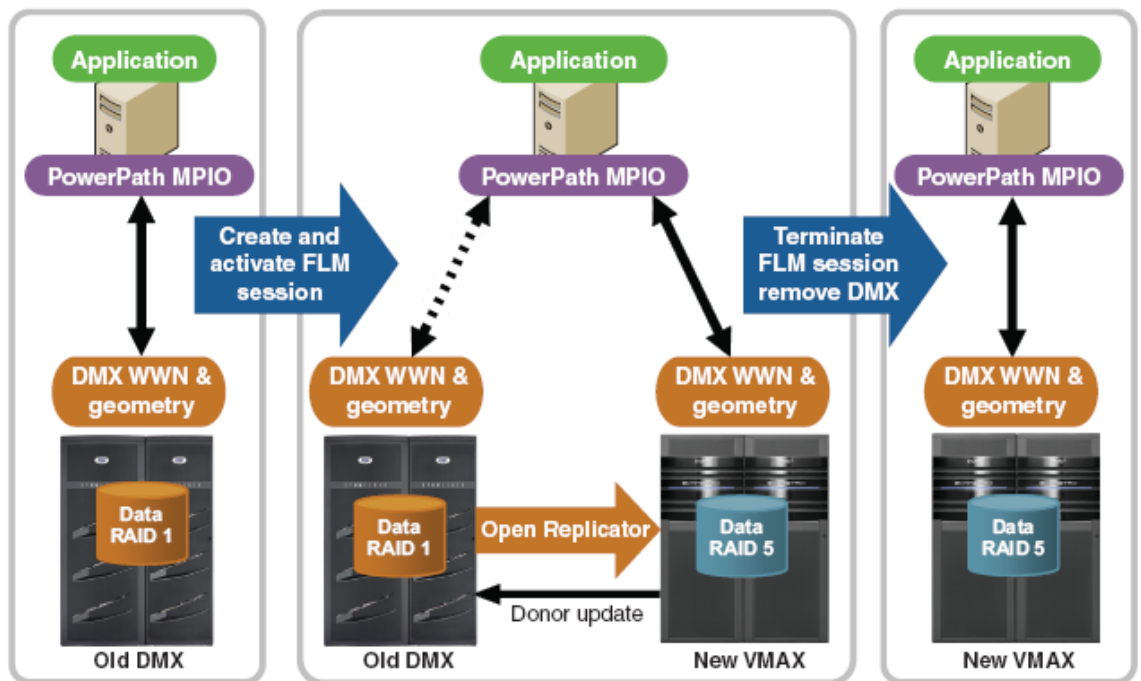 Application
PowerPath MPIO
DMX WWN &
geometry
Data
RAID 1
Old DMX
Create and
activate FLM
session
Application
PowerPath MPIO
DMX WWN &
geometry
Data
RAID 1
Old DMX
Open Replicator
Donor update
DMX WWN &
geometry
Data
RAID 5
New VMAX
Terminate
FLM session
remove DMX
Application
PowerPath MPIO
DMX WWN &
geometry
Data
RAID 5
New VMAX